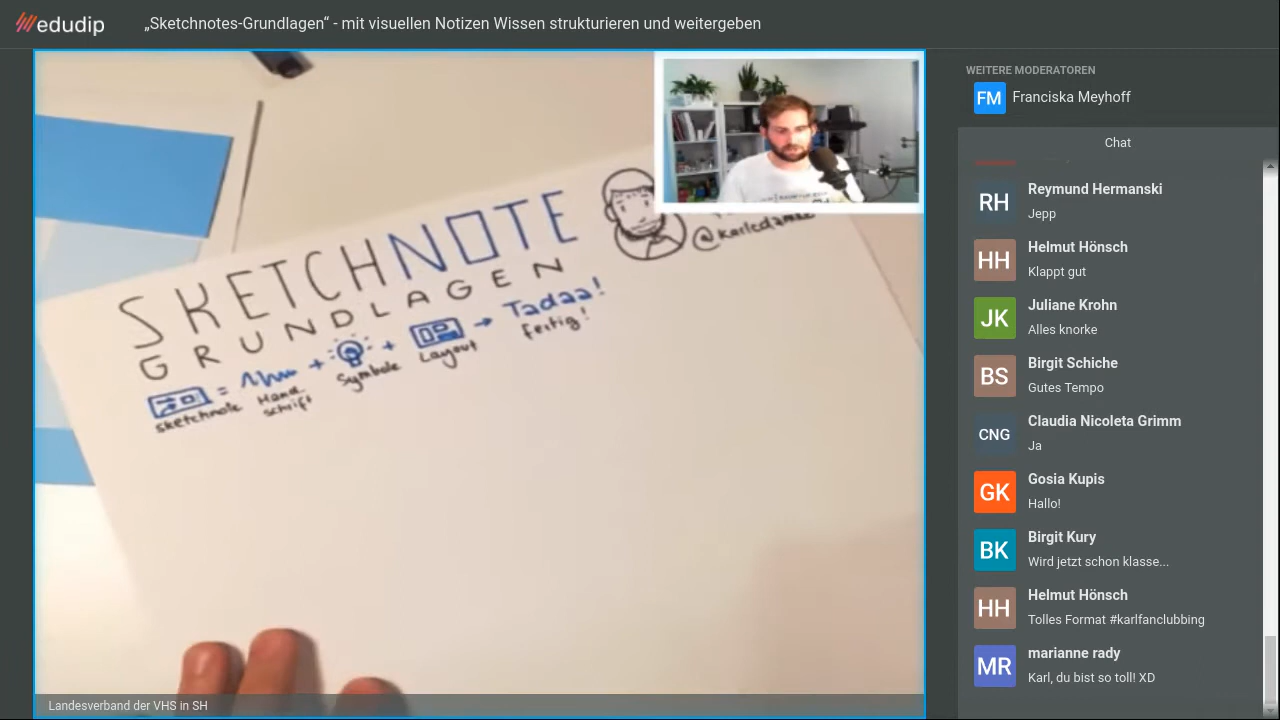 edudip
„Sketchnotes-Grundlagen“ - mit visuellen Notizen Wissen strukturieren und weitergeben
SKETCHNOTE
GRUNDLAGEN
@karledamke
= + + → Tadaa!
sketchnote Hand- Symbole Layout fertig!
schrift
Landesverband der VHS in SH
WEITERE MODERATOREN
FM Franciska Meyhoff
Chat
RH Reymund Hermanski
Jepp
HH Helmut Hönsch
Klappt gut
JK Juliane Krohn
Alles knorke
BS Birgit Schiche
Gutes Tempo
CNG Claudia Nicoleta Grimm
Ja
GK Gosia Kupis
Hallo!
BK Birgit Kury
Wird jetzt schon klasse...
HH Helmut Hönsch
Tolles Format #karlfanclubbing
MR marianne rady
Karl, du bist so toll! XD